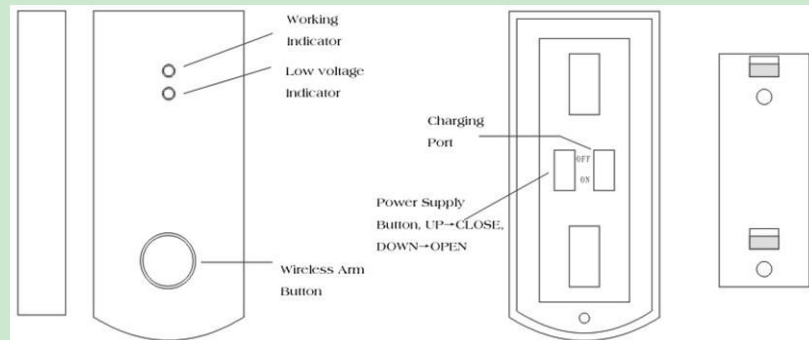 Working
Indicator
Low voltage
Indicator
Wireless Arm
Button
Charging
Port
OFF
ON
Power Supply
Button, UP→CLOSE,
DOWN→OPEN